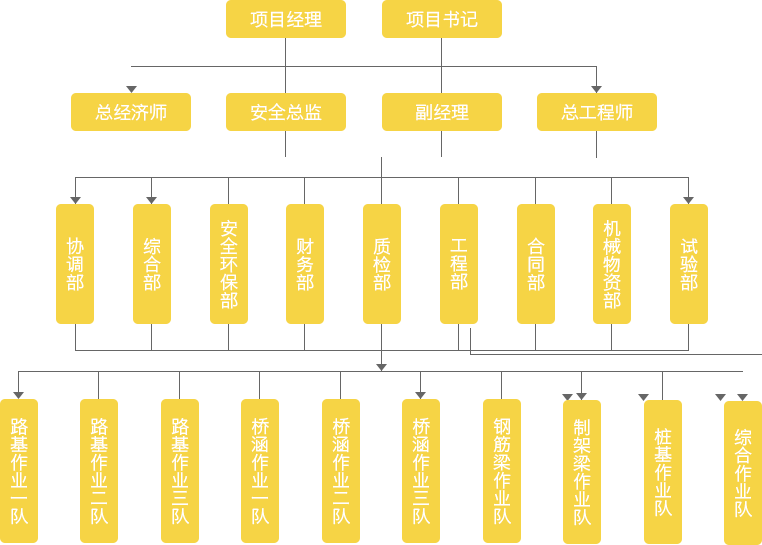 项目经理
项目书记
总经济师
安全总监
副经理
总工程师
协调部
综合部
安全环保部
财务部
质检部
工程部
合同部
机械物资部
试验部
路基作业一队
路基作业二队
路基作业三队
桥涵作业一队
桥涵作业二队
桥涵作业三队
钢筋梁作业队
制架梁作业队
桩基作业队
综合作业队